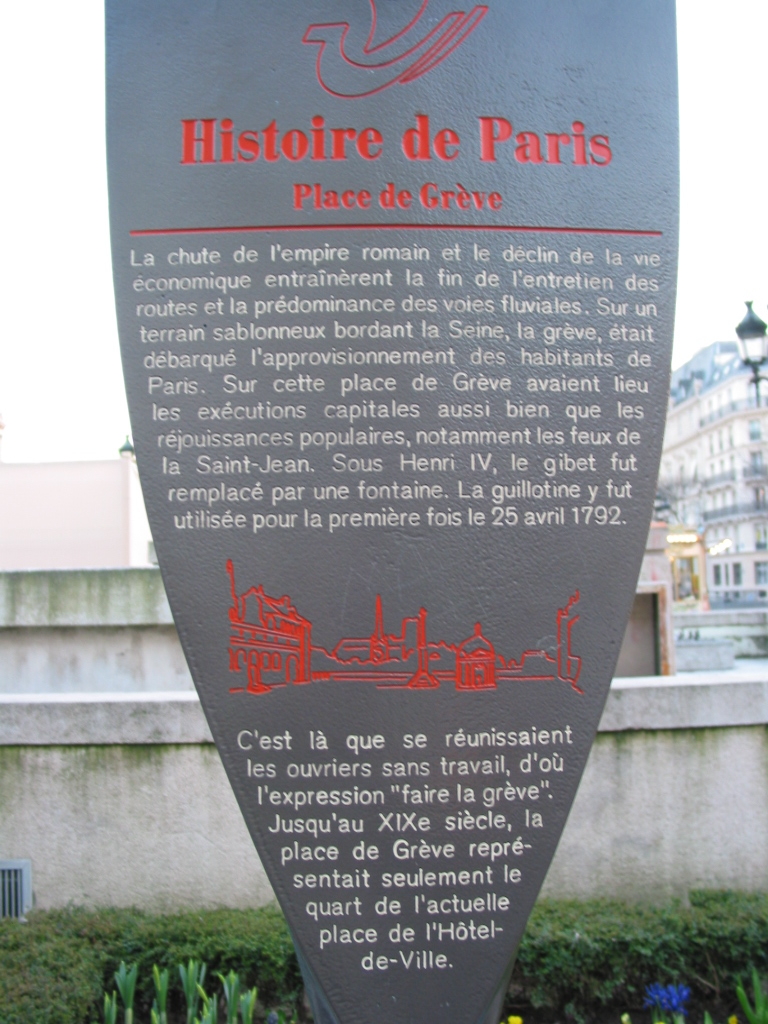 Histoire de Paris
Place de Grève
La chute de l'empire romain et le déclin de la vie
économique entraînèrent la fin de l'entretien des
routes et la prédominance des voies fluviales. Sur un
terrain sablonneux bordant la Seine, la grève, était
débarqué l'approvisionnement des habitants de
Paris. Sur cette place de Grève avaient lieu
les exécutions capitales aussi bien que les
réjouissances populaires, notamment les feux de
la Saint-Jean. Sous Henri IV, le gibet fut
remplacé par une fontaine. La guillotine y fut
utilisée pour la première fois le 25 avril 1792.
C'est là que se réunissaient
les ouvriers sans travail, d'où
l'expression "faire la grève".
Jusqu'au XIXe siècle, la
place de Grève repré-
sentait seulement le
quart de l'actuelle
place de l'Hôtel-
de-Ville.